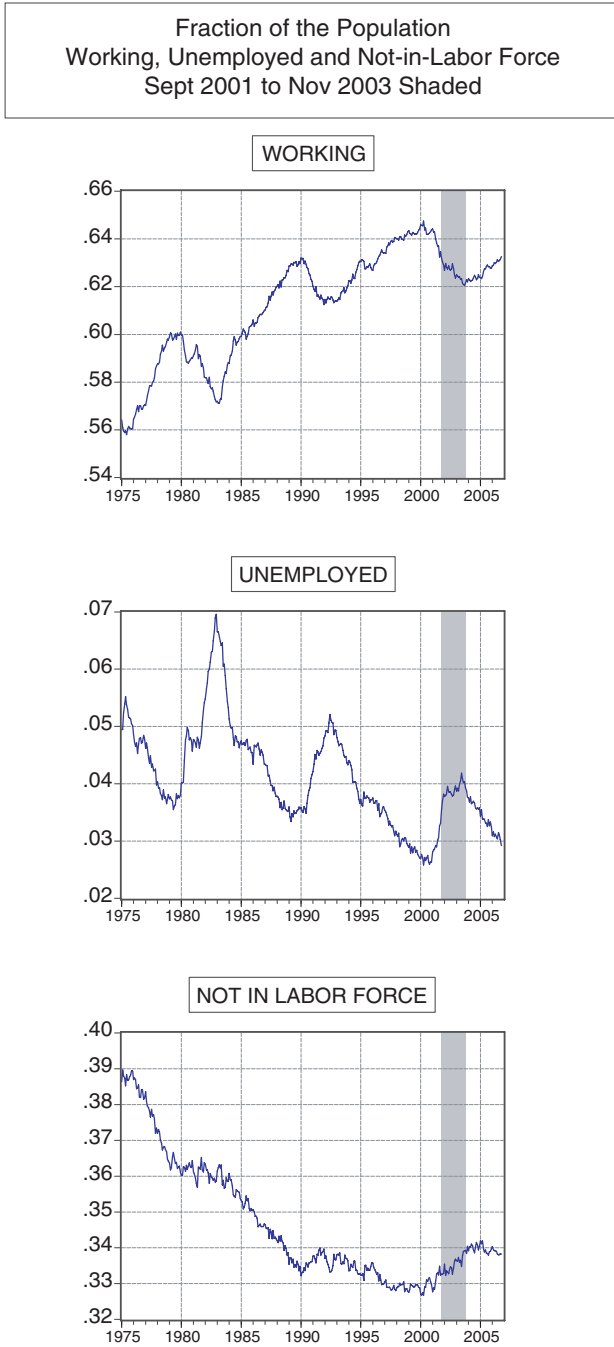 Fraction of the Population
Working, Unemployed and Not-in-Labor Force
Sept 2001 to Nov 2003 Shaded
WORKING
.66
.64
.62
.60
.58
.56
.54
1975 1980 1985 1990 1995 2000 2005
UNEMPLOYED
.07
.06
.05
.04
.03
.02
1975 1980 1985 1990 1995 2000 2005
NOT IN LABOR FORCE
.40
.39
.38
.37
.36
.35
.34
.33
.32
1975 1980 1985 1990 1995 2000 2005